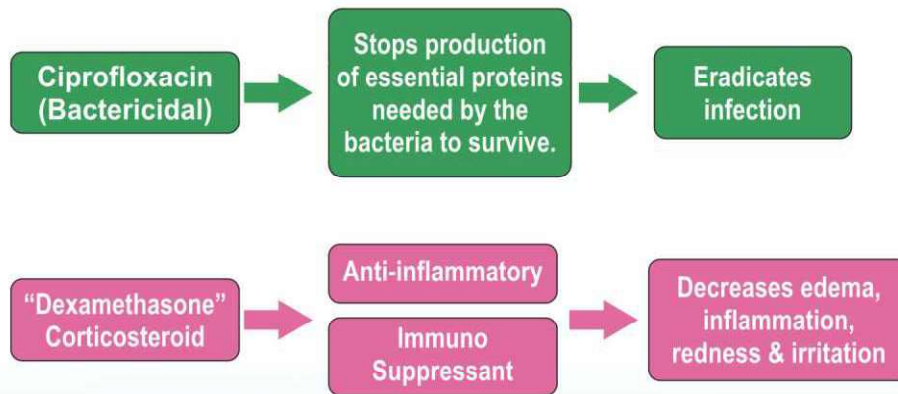 Ciprofloxacin
(Bactericidal)
Stops production
of essential proteins
needed by the
bacteria to survive.
Eradicates
infection
“Dexamethasone”
Corticosteroid
Anti-inflammatory
Immuno
Suppressant
Decreases edema,
inflammation,
redness & irritation